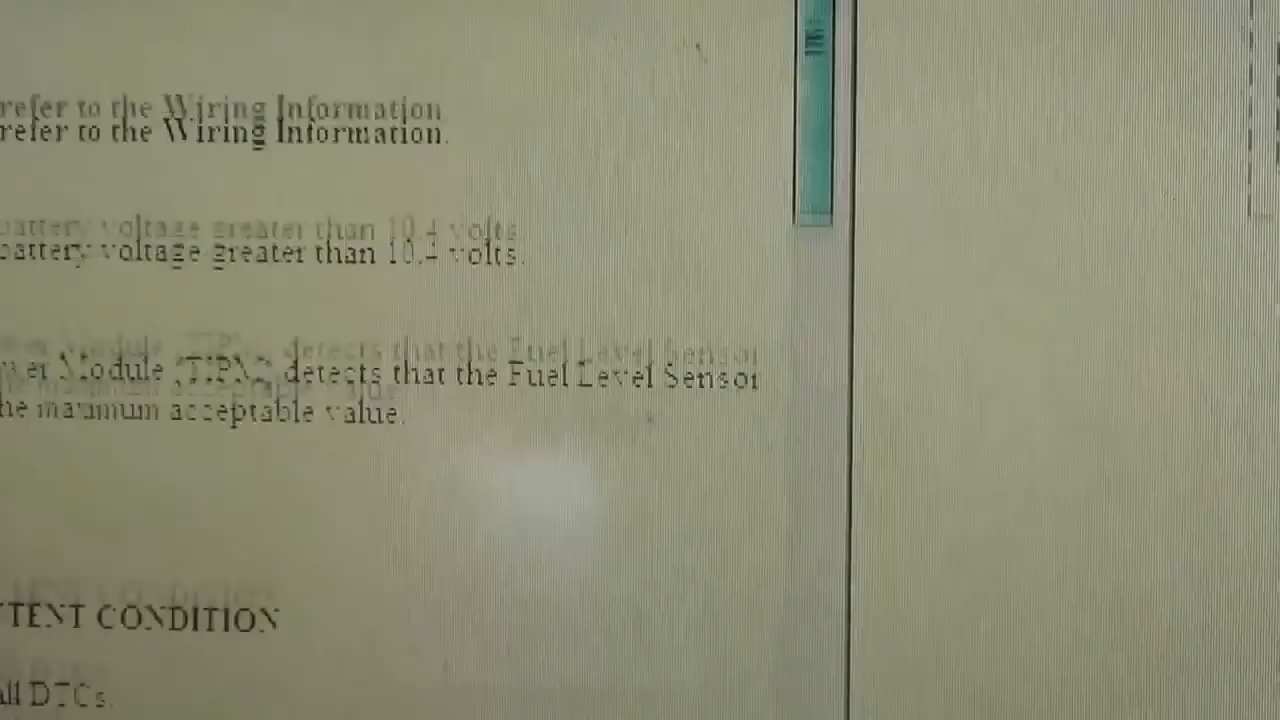 refer to the Wiring Information.
battery voltage greater than 10.4 volts.
Module (TIPM) detects that the Fuel Level Sensor
the maximum acceptable value.
TENT CONDITION
all DTCs.